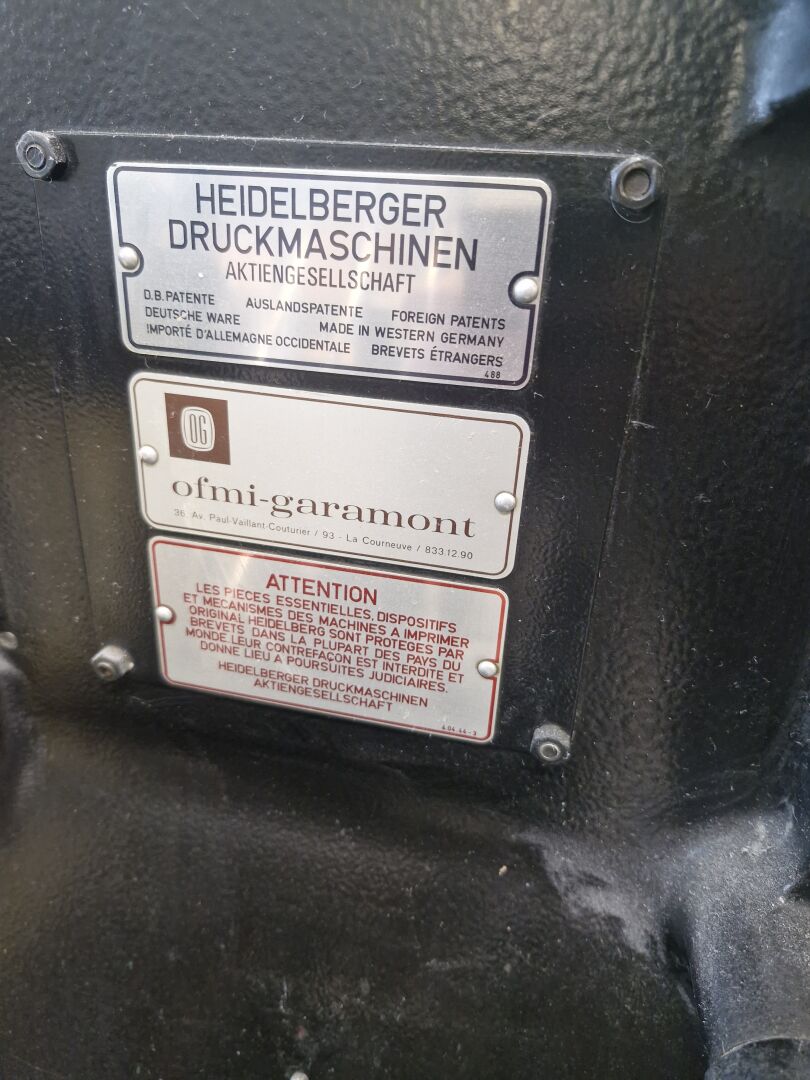 HEIDELBERGER
DRUCKMASCHINEN
AKTIENGESELLSCHAFT
D.B.PATENTE AUSLANDSPATENTE FOREIGN PATENTS
DEUTSCHE WARE MADE IN WESTERN GERMANY
IMPORTÉ D'ALLEMAGNE OCCIDENTALE BREVETS ÉTRANGERS
488
OG
ofmi-garamont
36, Av. Paul-Vaillant-Couturier / 93 - La Courneuve / 833.12.90
ATTENTION
LES PIECES ESSENTIELLES, DISPOSITIFS
ET MECANISMES DES MACHINES A IMPRIMER
ORIGINAL HEIDELBERG SONT PROTEGES PAR
BREVETS DANS LA PLUPART DES PAYS DU
MONDE. LEUR CONTREFAÇON EST INTERDITE ET
DONNE LIEU A POURSUITES JUDICIAIRES.
HEIDELBERGER DRUCKMASCHINEN
AKTIENGESELLSCHAFT